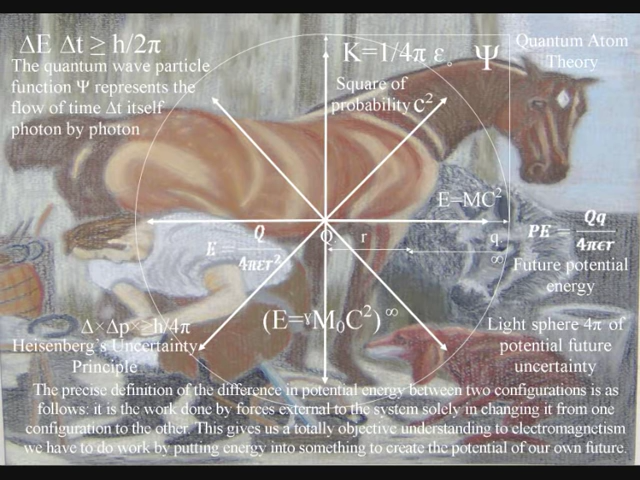 ΔE Δt ≥ h/2π
The quantum wave particle
function Ψ represents the
flow of time Δt itself
photon by photon
K=1/4π ε₀
Ψ
Quantum Atom
Theory
Square of
probability c²
E=MC²
E = Q/4πεr²
Q
r
q
∞
PE = Qq/4πεr
Future potential
energy
Δ×Δp×≥h/4π
Heisenberg's Uncertainty
Principle
(E=γM₀C²)∞
Light sphere 4π of
potential future
uncertainty
The precise definition of the difference in potential energy between two configurations is as
follows: it is the work done by forces external to the system solely in changing it from one
configuration to the other. This gives us a totally objective understanding to electromagnetism
we have to do work by putting energy into something to create the potential of our own future.